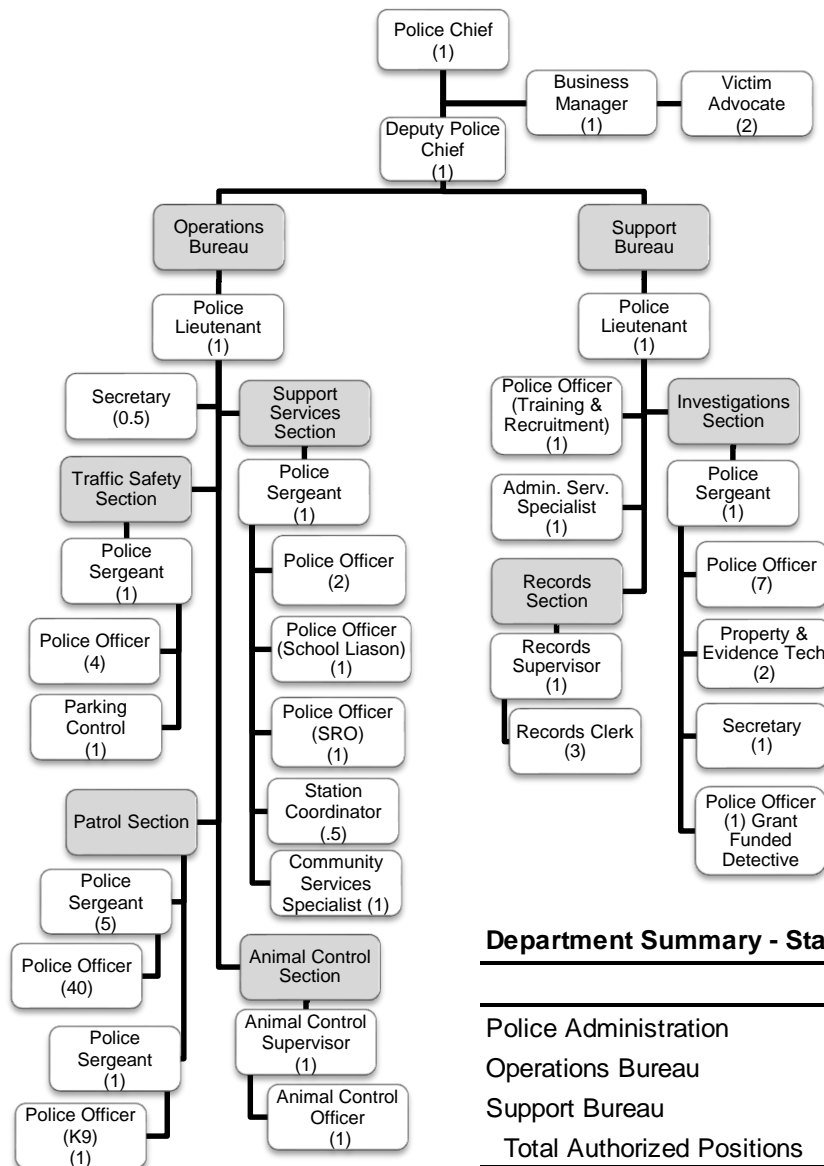 Police Chief
(1)
Business
Manager
(1)
Victim
Advocate
(2)
Deputy Police
Chief
(1)
Operations
Bureau
Police
Lieutenant
(1)
Secretary
(0.5)
Support
Services
Section
Police
Sergeant
(1)
Police Officer
(2)
Police Officer
(School Liason)
(1)
Police Officer
(SRO)
(1)
Station
Coordinator
(.5)
Community
Services
Specialist (1)
Traffic Safety
Section
Police
Sergeant
(1)
Police Officer
(4)
Parking
Control
(1)
Patrol Section
Police
Sergeant
(5)
Police Officer
(40)
Police
Sergeant
(1)
Police Officer
(K9)
(1)
Animal Control
Section
Animal Control
Supervisor
(1)
Animal Control
Officer
(1)
Support
Bureau
Police
Lieutenant
(1)
Police Officer
(Training &
Recruitment)
(1)
Admin. Serv.
Specialist
(1)
Records
Section
Records
Supervisor
(1)
Records Clerk
(3)
Investigations
Section
Police
Sergeant
(1)
Police Officer
(7)
Property &
Evidence Tech
(2)
Secretary
(1)
Police Officer
(1) Grant
Funded
Detective
Department Summary - Sta
Police Administration
Operations Bureau
Support Bureau
Total Authorized Positions